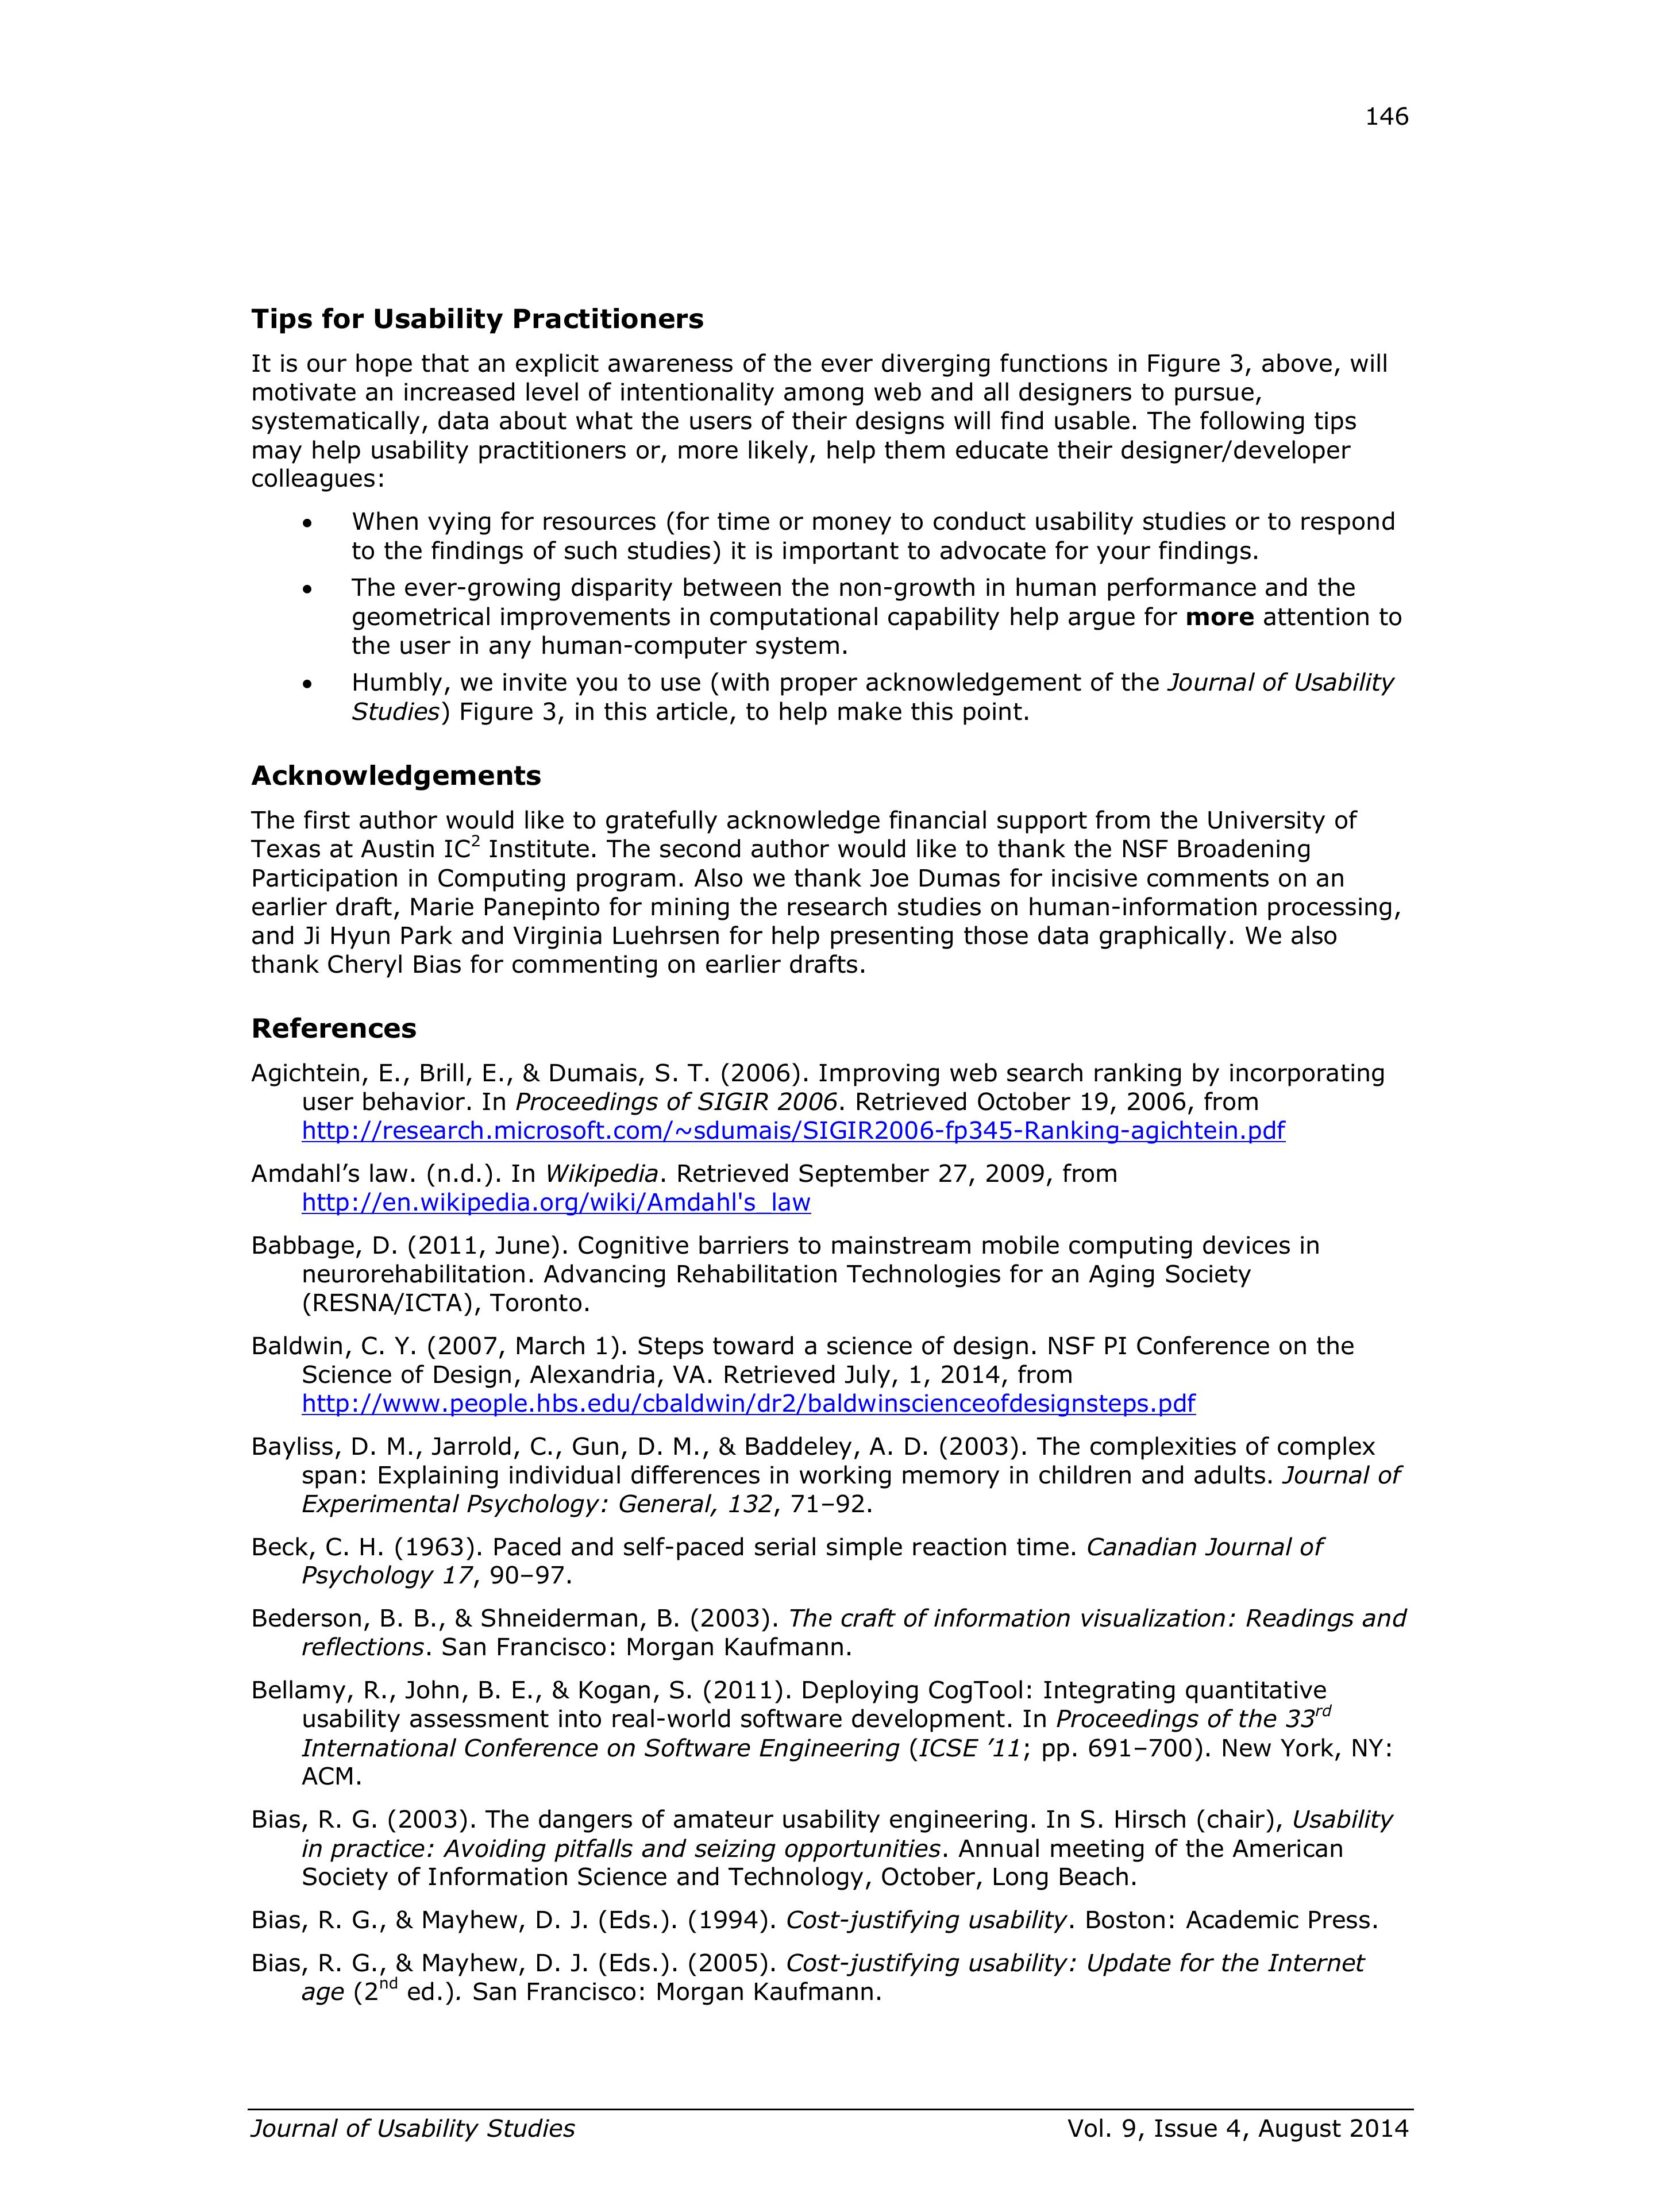 146
Tips for Usability Practitioners
It is our hope that an explicit awareness of the ever diverging functions in Figure 3, above, will
motivate an increased level of intentionality among web and all designers to pursue,
systematically, data about what the users of their designs will find usable. The following tips
may help usability practitioners or, more likely, help them educate their designer/developer
colleagues:
• When vying for resources (for time or money to conduct usability studies or to respond
to the findings of such studies) it is important to advocate for your findings.
• The ever-growing disparity between the non-growth in human performance and the
geometrical improvements in computational capability help argue for more attention to
the user in any human-computer system.
• Humbly, we invite you to use (with proper acknowledgement of the Journal of Usability
Studies) Figure 3, in this article, to help make this point.
Acknowledgements
The first author would like to gratefully acknowledge financial support from the University of
Texas at Austin IC² Institute. The second author would like to thank the NSF Broadening
Participation in Computing program. Also we thank Joe Dumas for incisive comments on an
earlier draft, Marie Panepinto for mining the research studies on human-information processing,
and Ji Hyun Park and Virginia Luehrsen for help presenting those data graphically. We also
thank Cheryl Bias for commenting on earlier drafts.
References
Agichtein, E., Brill, E., & Dumais, S. T. (2006). Improving web search ranking by incorporating
user behavior. In Proceedings of SIGIR 2006. Retrieved October 19, 2006, from
http://research.microsoft.com/~sdumais/SIGIR2006-fp345-Ranking-agichtein.pdf
Amdahl’s law. (n.d.). In Wikipedia. Retrieved September 27, 2009, from
http://en.wikipedia.org/wiki/Amdahl's_law
Babbage, D. (2011, June). Cognitive barriers to mainstream mobile computing devices in
neurorehabilitation. Advancing Rehabilitation Technologies for an Aging Society
(RESNA/ICTA), Toronto.
Baldwin, C. Y. (2007, March 1). Steps toward a science of design. NSF PI Conference on the
Science of Design, Alexandria, VA. Retrieved July, 1, 2014, from
http://www.people.hbs.edu/cbaldwin/dr2/baldwinscienceofdesignsteps.pdf
Bayliss, D. M., Jarrold, C., Gun, D. M., & Baddeley, A. D. (2003). The complexities of complex
span: Explaining individual differences in working memory in children and adults. Journal of
Experimental Psychology: General, 132, 71–92.
Beck, C. H. (1963). Paced and self-paced serial simple reaction time. Canadian Journal of
Psychology 17, 90–97.
Bederson, B. B., & Shneiderman, B. (2003). The craft of information visualization: Readings and
reflections. San Francisco: Morgan Kaufmann.
Bellamy, R., John, B. E., & Kogan, S. (2011). Deploying CogTool: Integrating quantitative
usability assessment into real-world software development. In Proceedings of the 33rd
International Conference on Software Engineering (ICSE ’11; pp. 691–700). New York, NY:
ACM.
Bias, R. G. (2003). The dangers of amateur usability engineering. In S. Hirsch (chair), Usability
in practice: Avoiding pitfalls and seizing opportunities. Annual meeting of the American
Society of Information Science and Technology, October, Long Beach.
Bias, R. G., & Mayhew, D. J. (Eds.). (1994). Cost-justifying usability. Boston: Academic Press.
Bias, R. G., & Mayhew, D. J. (Eds.). (2005). Cost-justifying usability: Update for the Internet
age (2nd ed.). San Francisco: Morgan Kaufmann.
Journal of Usability Studies Vol. 9, Issue 4, August 2014